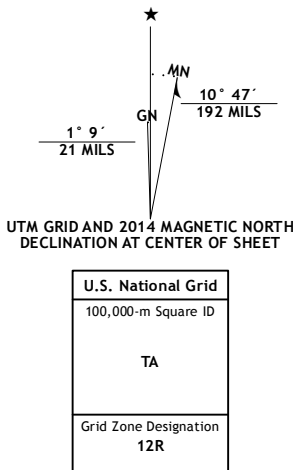 ★
MN
GN
10° 47´
192 MILS
1° 9´
21 MILS
UTM GRID AND 2014 MAGNETIC NORTH
DECLINATION AT CENTER OF SHEET
U.S. National Grid
100,000-m Square ID
TA
Grid Zone Designation
12R